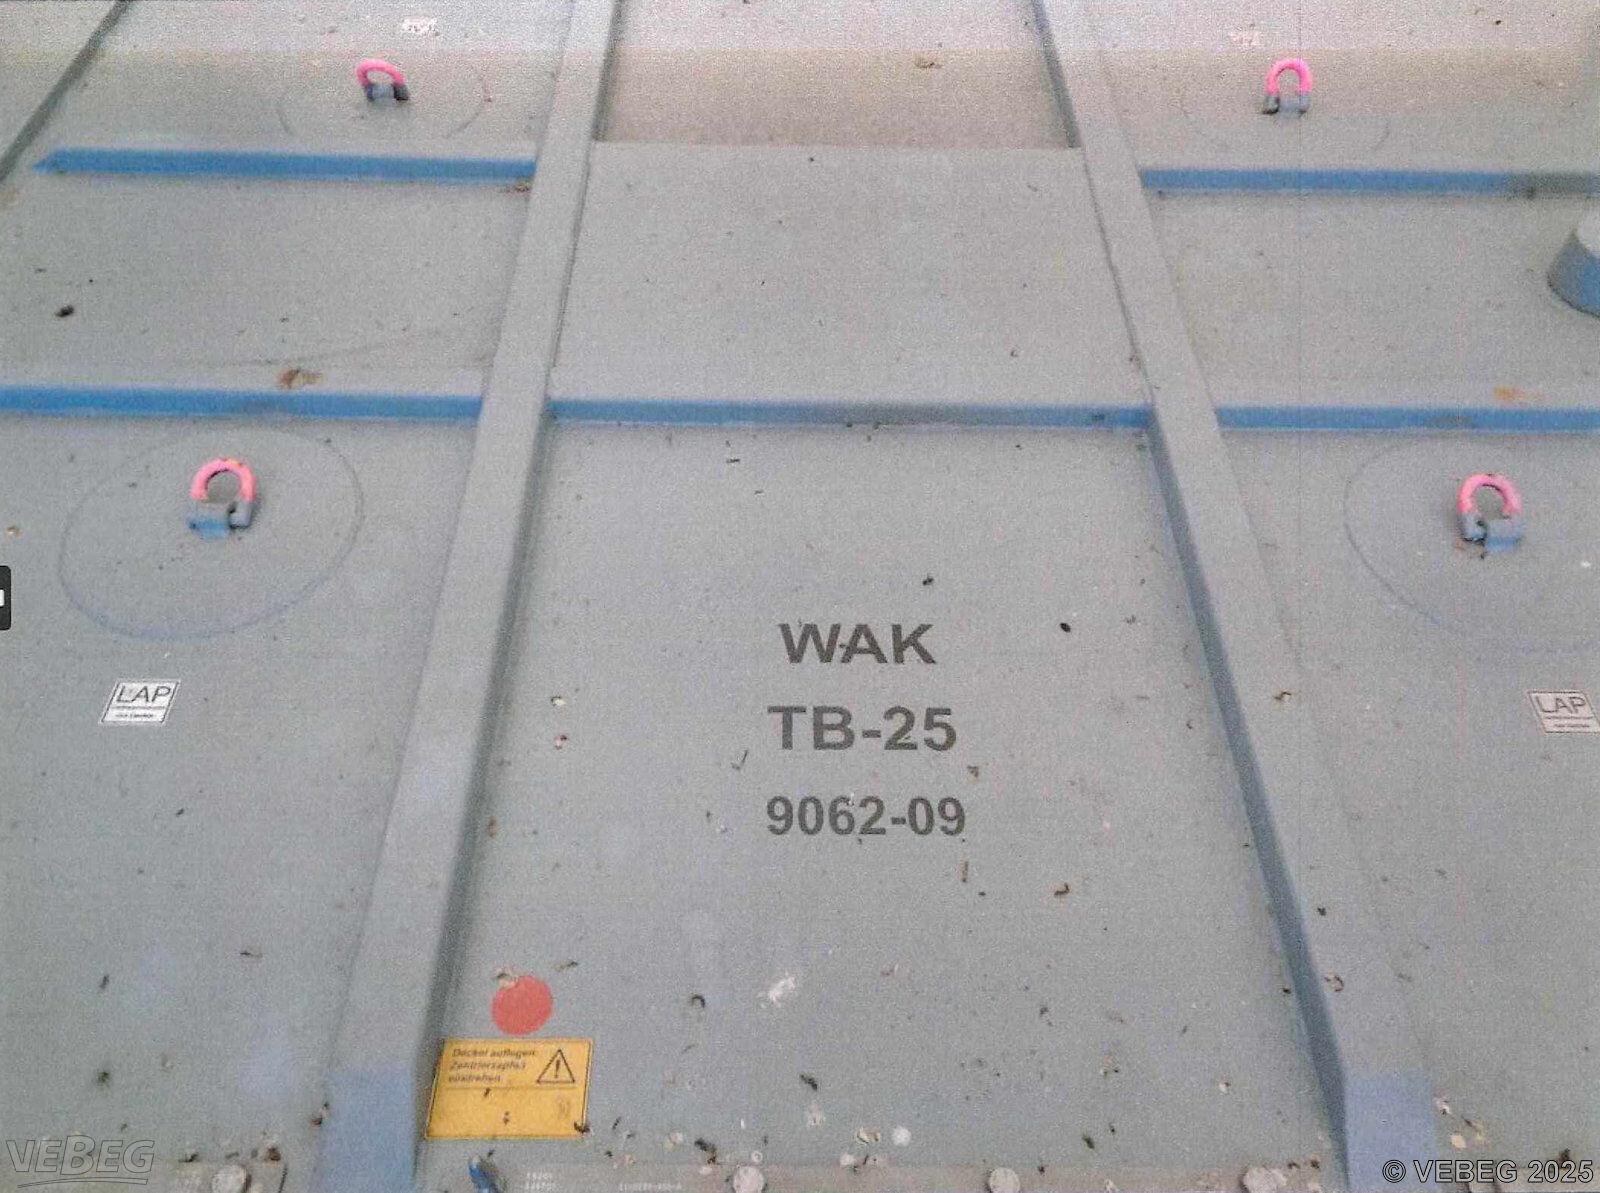 WAK
TB-25
9062-09
LAP
LAP
Deckel auflegen
Zentrierzapfen
eindrehen
VEBEG
© VEBEG 2025